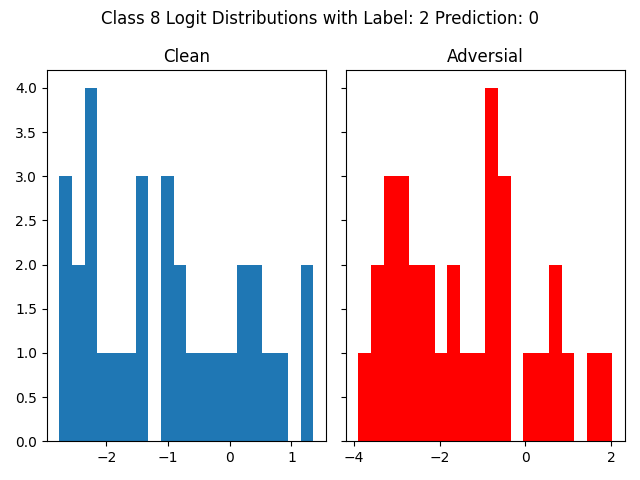 Class 8 Logit Distributions with Label: 2 Prediction: 0
Clean
Adversial
4.0
3.5
3.0
2.5
2.0
1.5
1.0
0.5
0.0
−2 −1 0 1
−4 −2 0 2